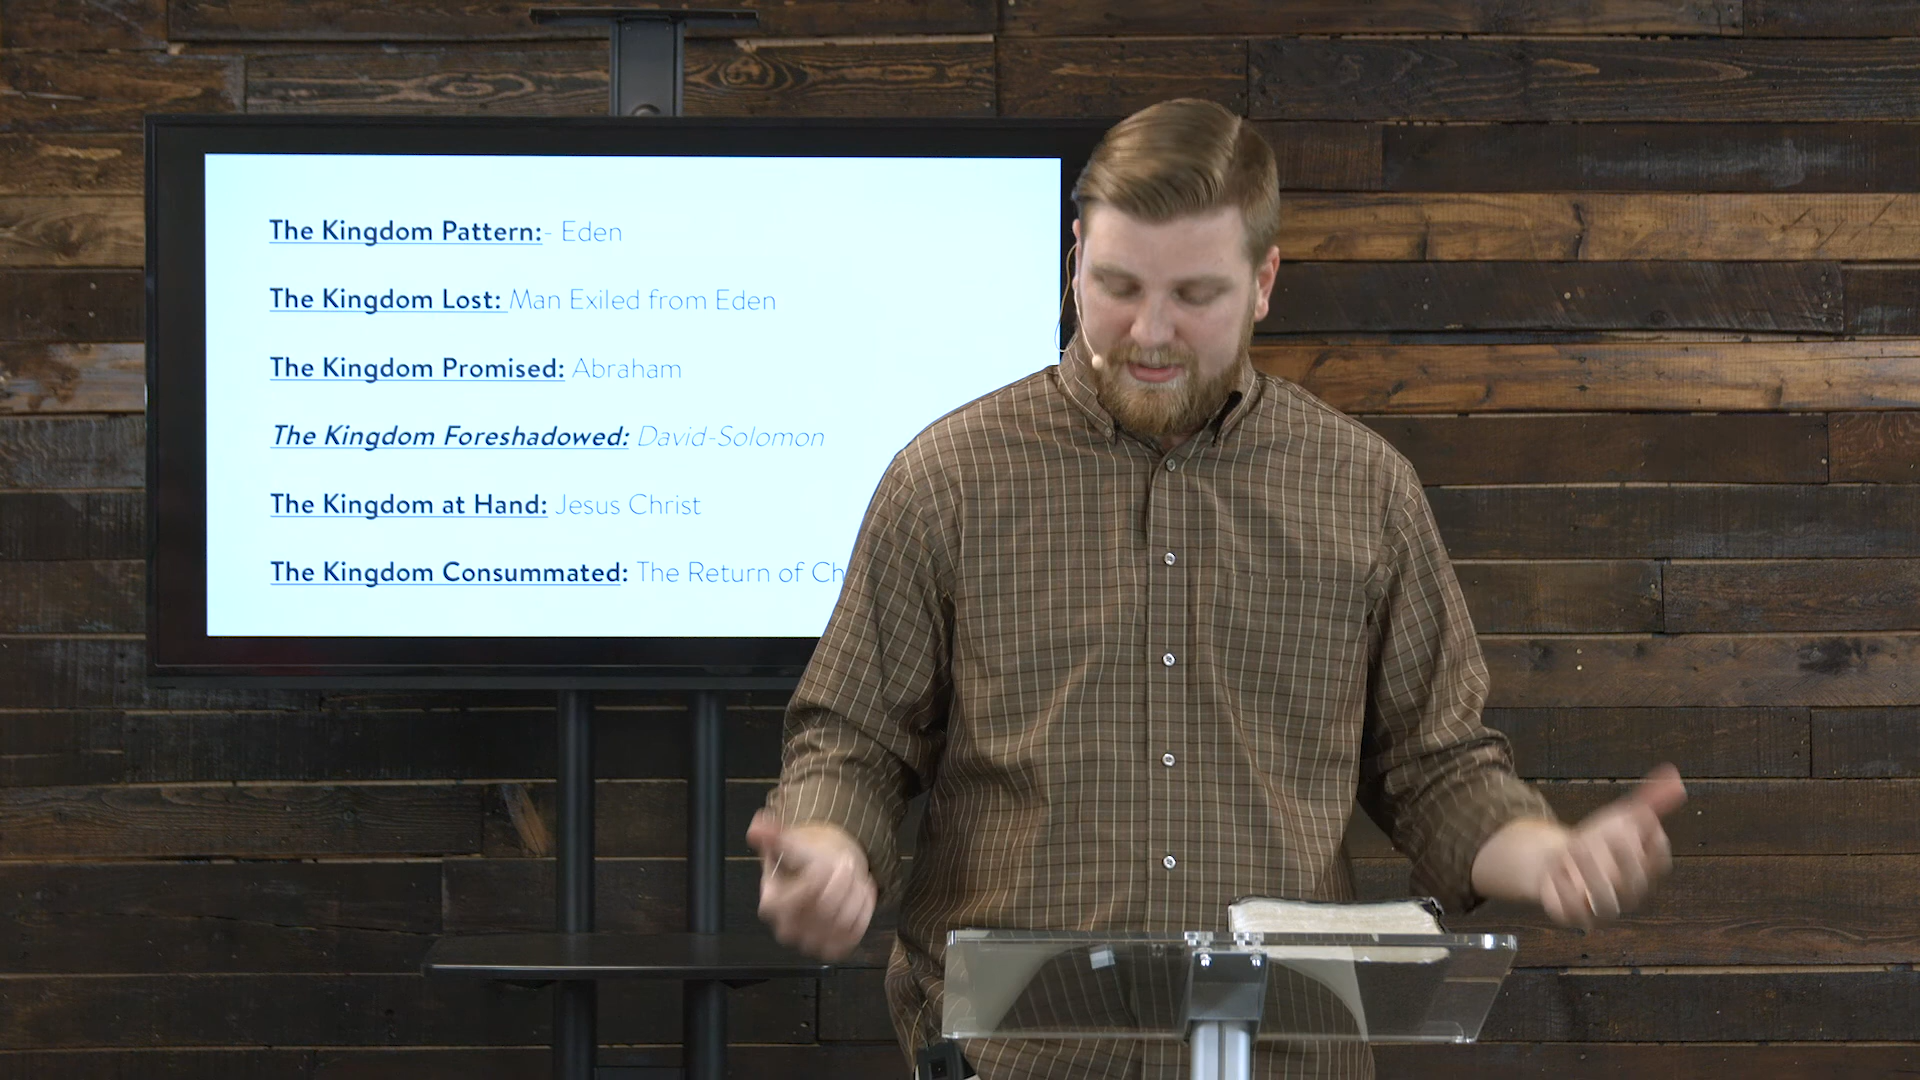 The Kingdom Pattern:- Eden
The Kingdom Lost: Man Exiled from Eden
The Kingdom Promised: Abraham
The Kingdom Foreshadowed: David-Solomon
The Kingdom at Hand: Jesus Christ
The Kingdom Consummated: The Return of